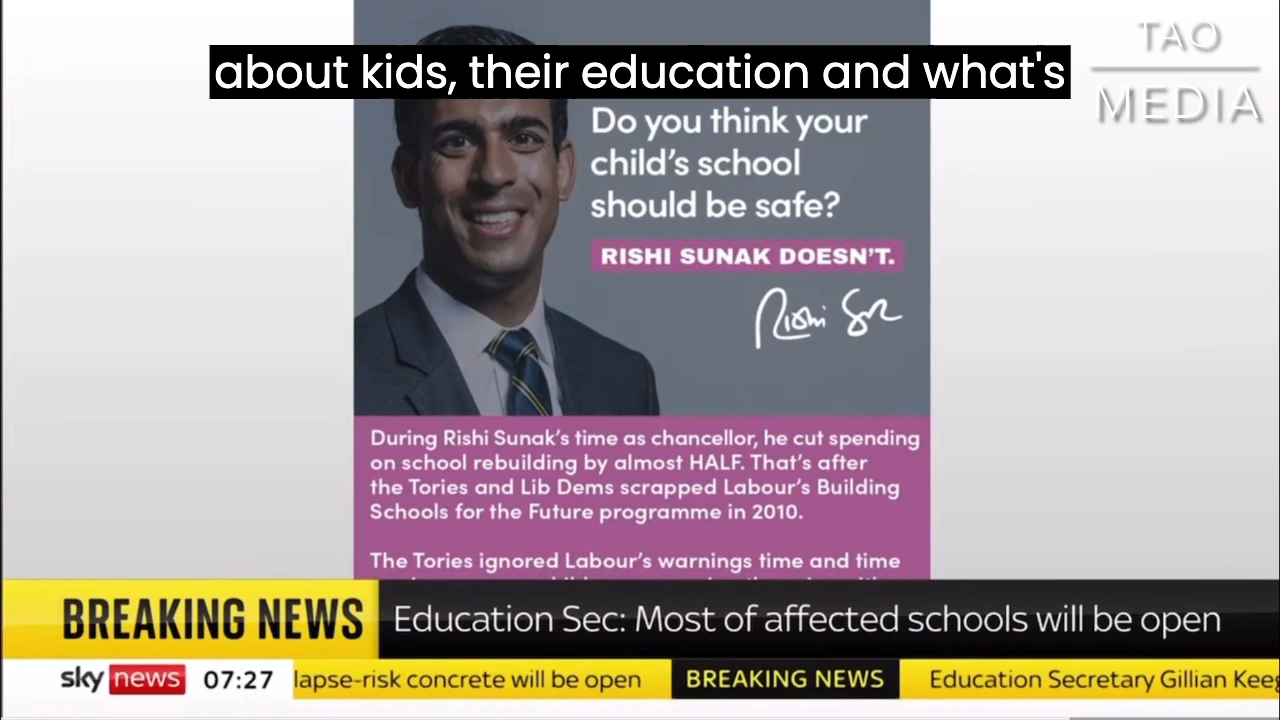 about kids, their education and what's
TAO
MEDIA
Do you think your
child's school
should be safe?
RISHI SUNAK DOESN'T.
During Rishi Sunak's time as chancellor, he cut spending
on school rebuilding by almost HALF. That's after
the Tories and Lib Dems scrapped Labour's Building
Schools for the Future programme in 2010.
The Tories ignored Labour's warnings time and time
BREAKING NEWS
Education Sec: Most of affected schools will be open
sky news 07:27
lapse-risk concrete will be open BREAKING NEWS Education Secretary Gillian Kee